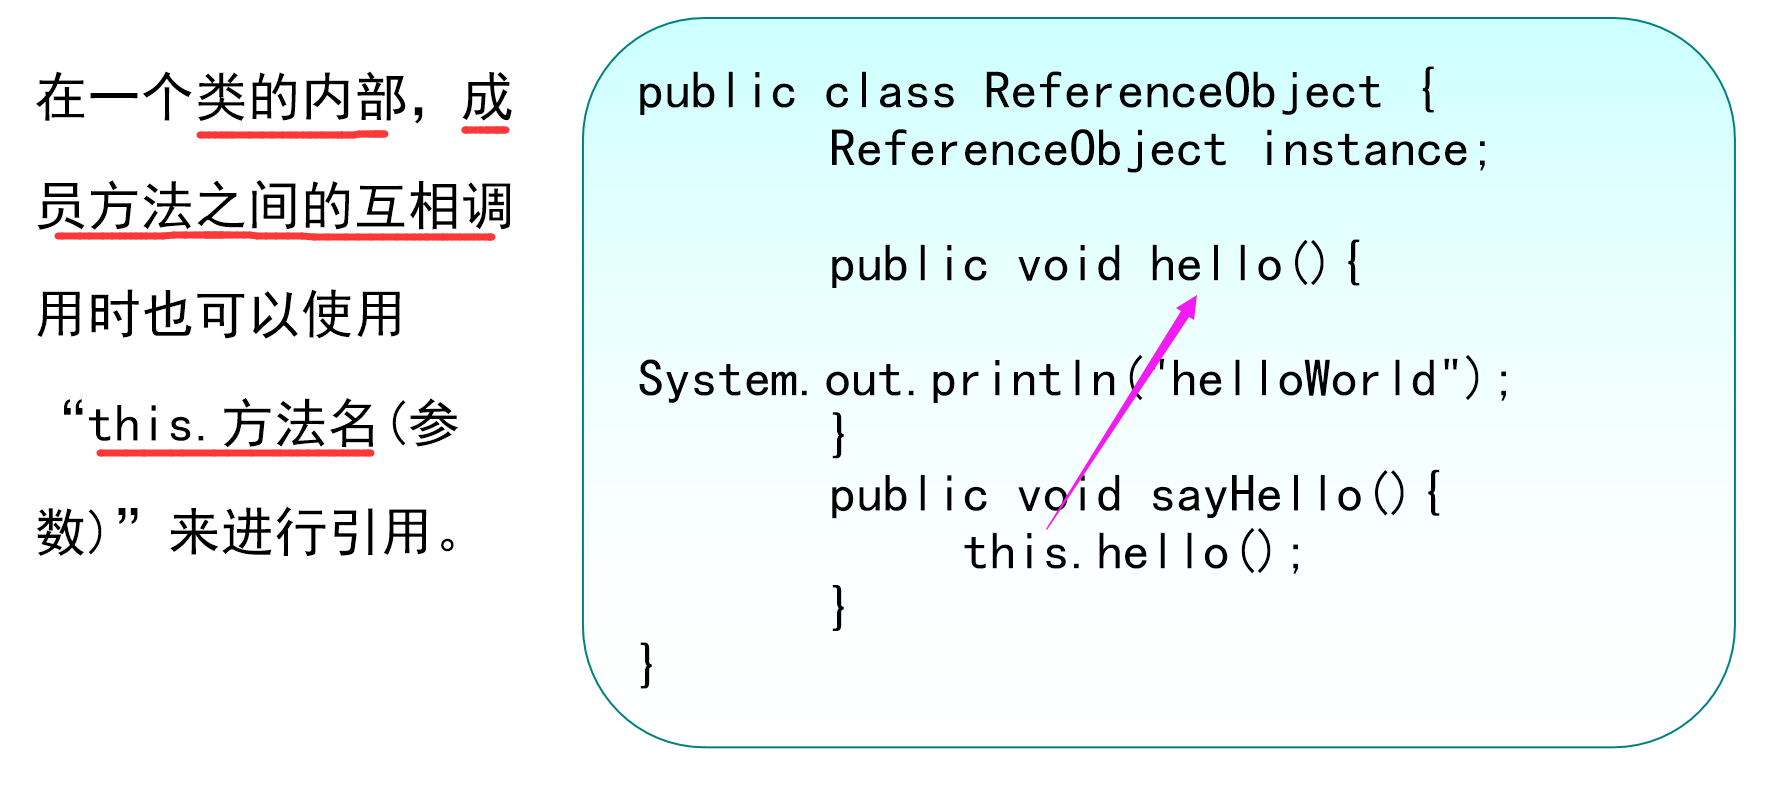 在一个类的内部，成
员方法之间的互相调
用时也可以使用
“this.方法名(参
数)”来进行引用。
public class ReferenceObject {
ReferenceObject instance;
public void hello(){
System.out.println("helloWorld");
}
public void sayHello(){
this.hello();
}
}